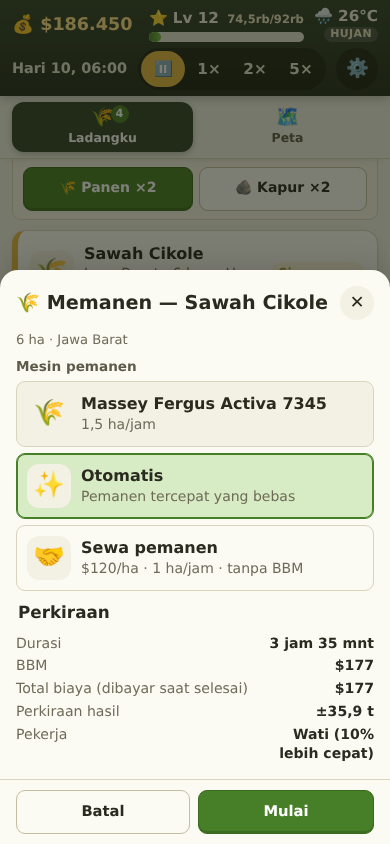 $186.450
Lv 12 74,5rb/92rb
26°C
HUJAN
Hari 10, 06:00
1×
2×
5×
4
Ladangku
Peta
Panen ×2
Kapur ×2
Sawah Cikole
Memanen — Sawah Cikole
✕
6 ha · Jawa Barat
Mesin pemanen
Massey Fergus Activa 7345
1,5 ha/jam
Otomatis
Pemanen tercepat yang bebas
Sewa pemanen
$120/ha · 1 ha/jam · tanpa BBM
Perkiraan
Durasi 3 jam 35 mnt
BBM $177
Total biaya (dibayar saat selesai) $177
Perkiraan hasil ±35,9 t
Pekerja Wati (10%
lebih cepat)
Batal
Mulai